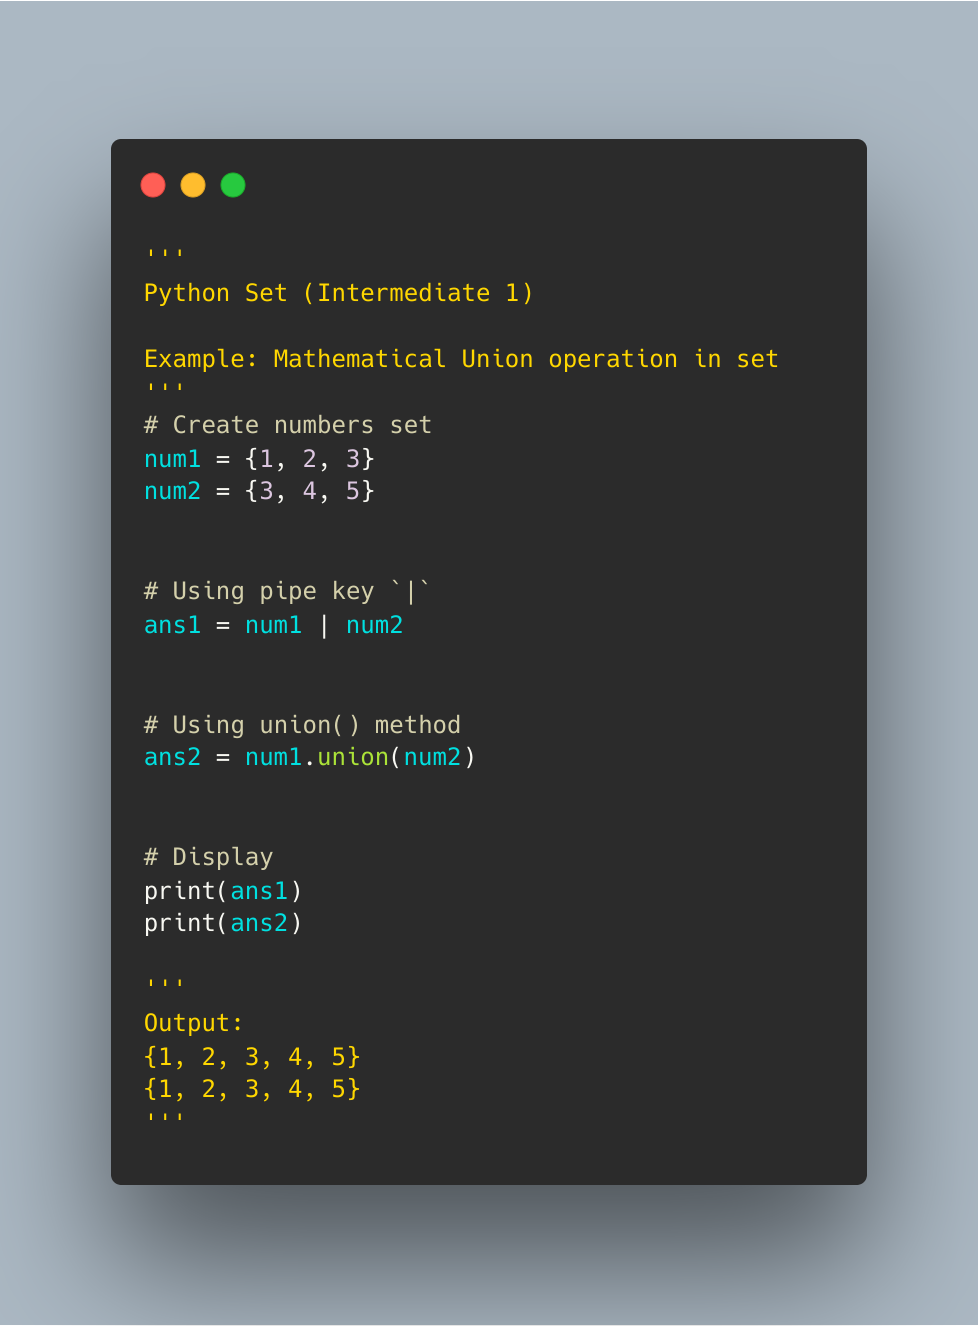 '''
Python Set (Intermediate 1)
Example: Mathematical Union operation in set
'''
# Create numbers set
num1 = {1, 2, 3}
num2 = {3, 4, 5}
# Using pipe key `|`
ans1 = num1 | num2
# Using union() method
ans2 = num1.union(num2)
# Display
print(ans1)
print(ans2)
'''
Output:
{1, 2, 3, 4, 5}
{1, 2, 3, 4, 5}
'''